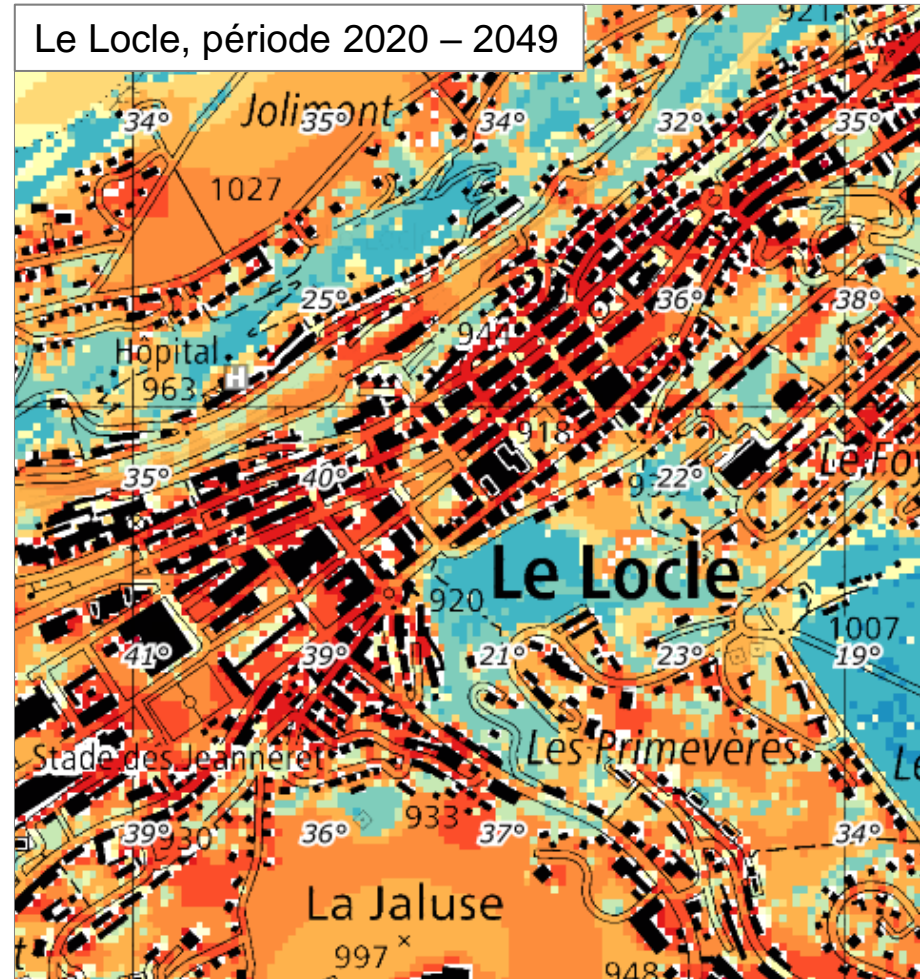 Le Locle, période 2020 – 2049
921
34° Jolimont 35° 34° 32° 35°
1027
25° 36° 38°
Hôpital
963 H
918
35° 40° 22° Le Fo
Le Locle
920
1007
41° 39° 21° 23° 19°
Stade des Jeanneret Les Primevères
Le
39° 930 36° 933 37° 34°
La Jaluse
997
948